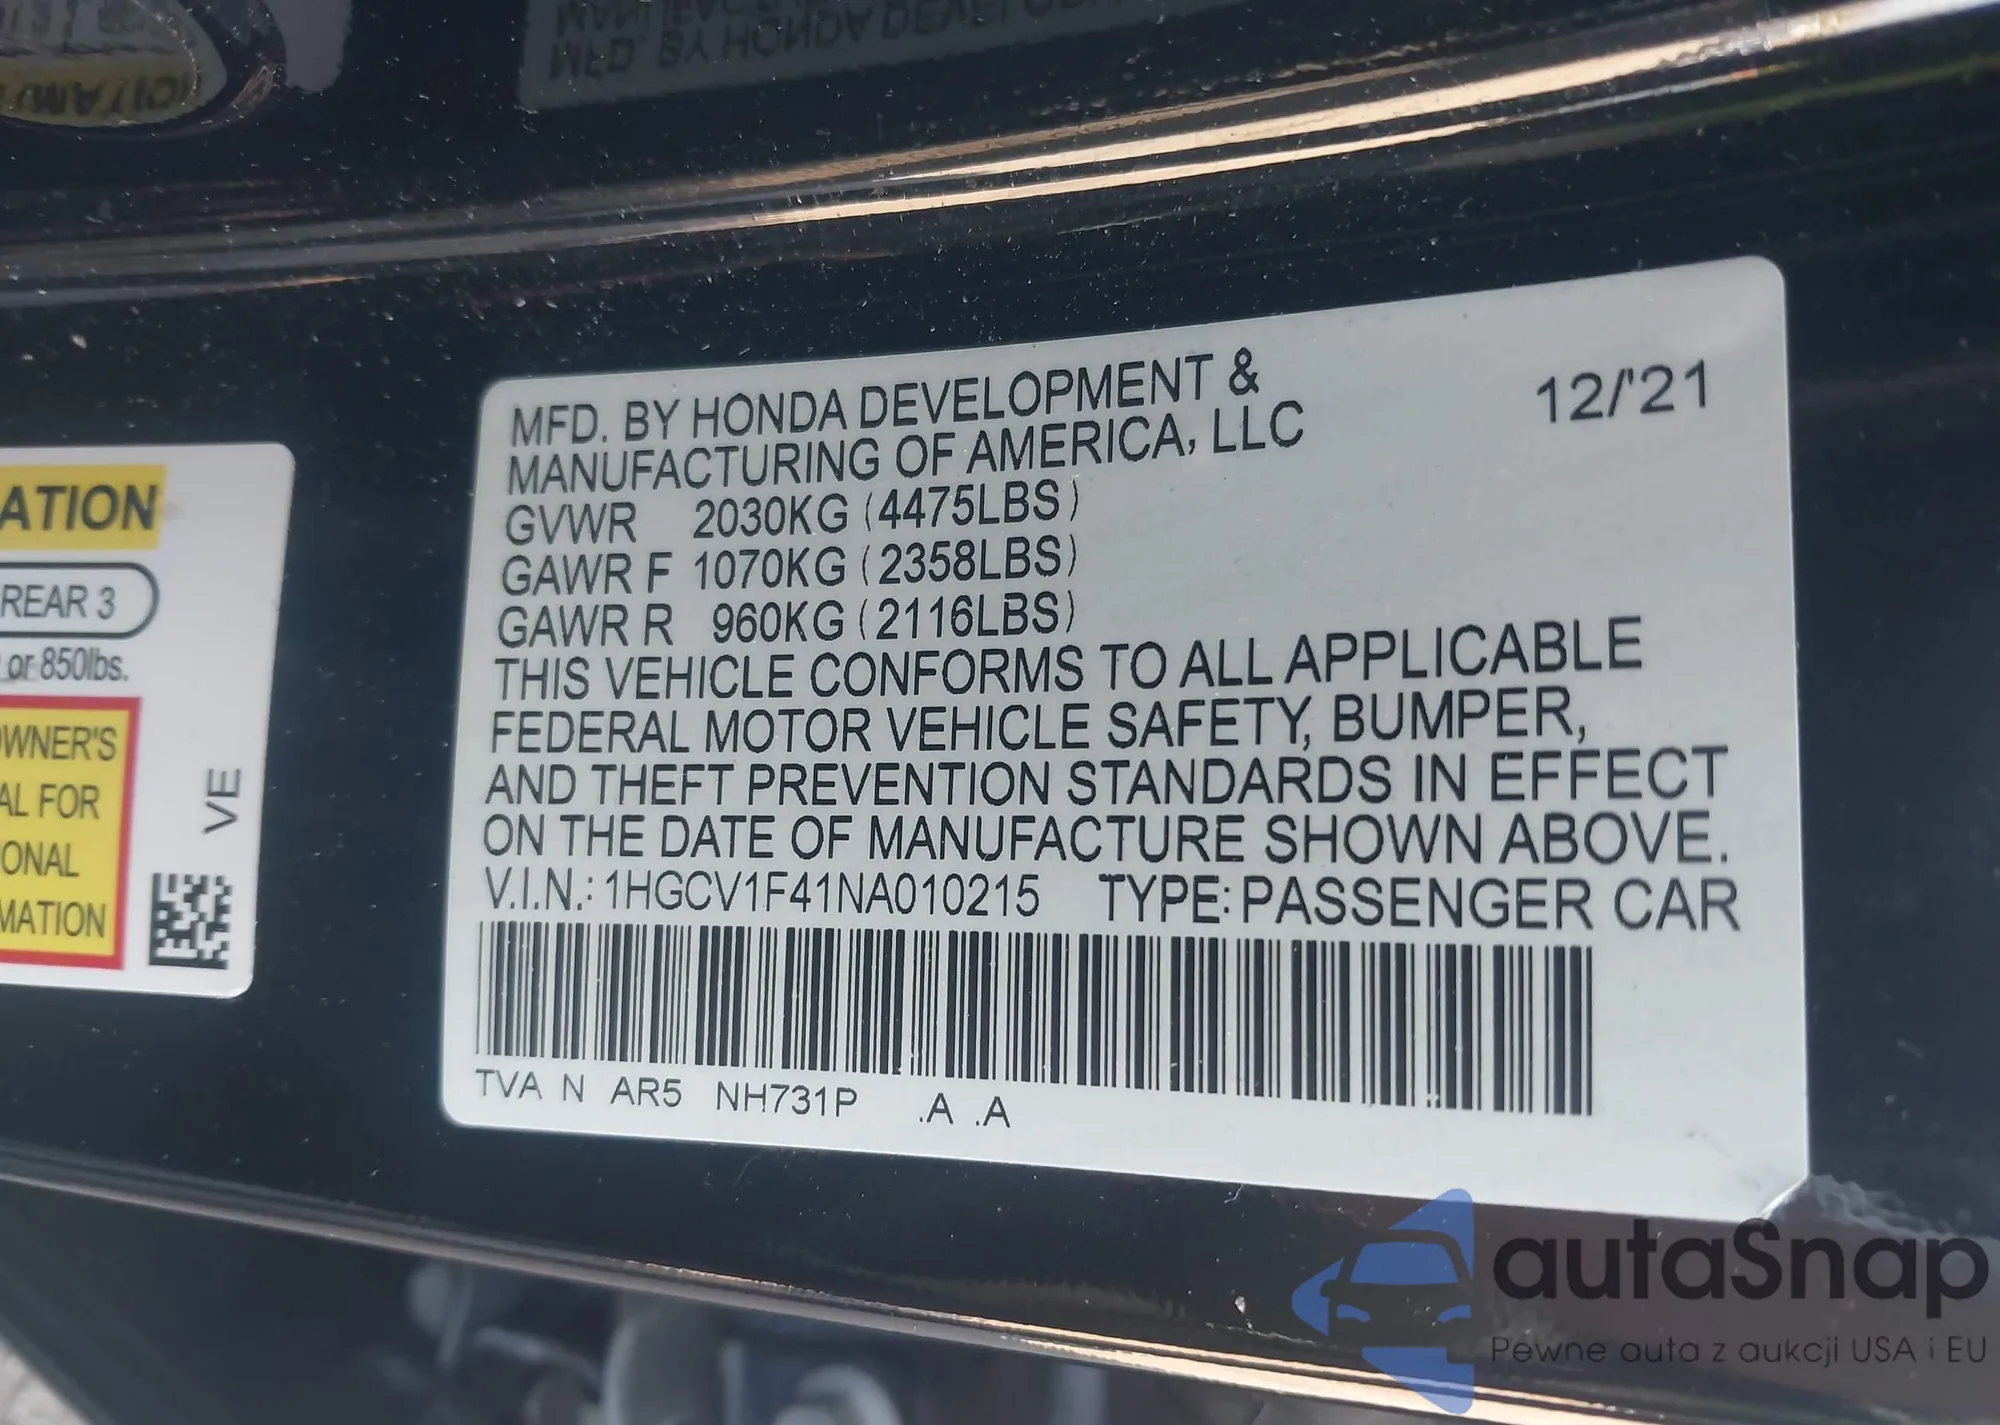 MFD. BY HONDA DEVELOPMENT &
MANUFACTURING OF AMERICA, LLC
12/'21
GVWR 2030KG (4475LBS)
GAWR F 1070KG (2358LBS)
GAWR R 960KG (2116LBS)
THIS VEHICLE CONFORMS TO ALL APPLICABLE
FEDERAL MOTOR VEHICLE SAFETY, BUMPER,
AND THEFT PREVENTION STANDARDS IN EFFECT
ON THE DATE OF MANUFACTURE SHOWN ABOVE.
V.I.N.: 1HGCV1F41NA010215 TYPE: PASSENGER CAR
TVA N AR5 NH731P .A .A
ATION
REAR 3
or 850lbs.
WNER'S
AL FOR
ONAL
MATION
VE
autaSnap
Pewne auta z aukcji USA i EU